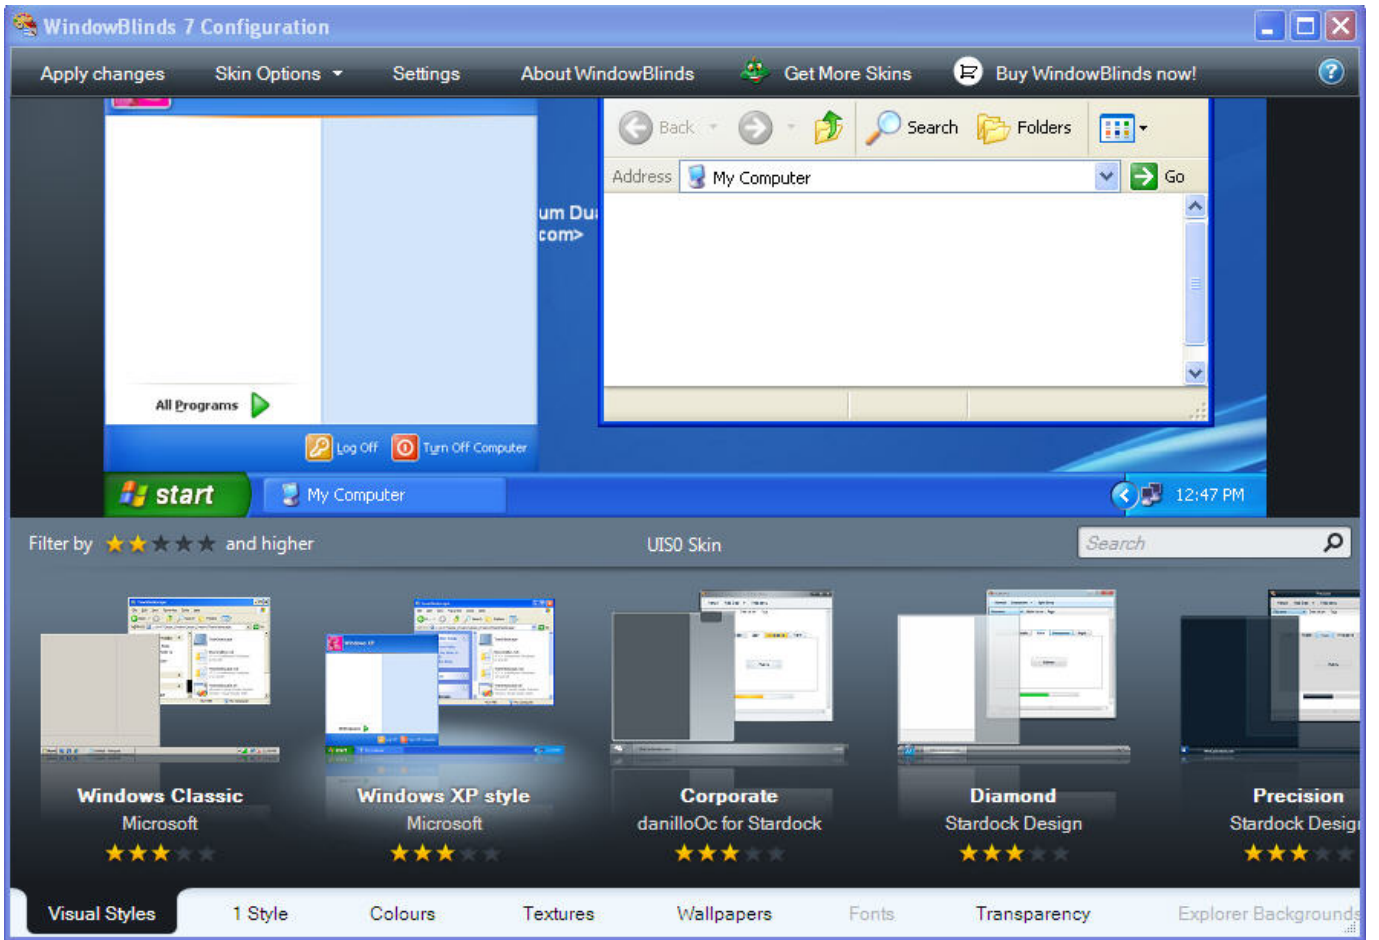 WindowBlinds 7 Configuration
Apply changes Skin Options Settings About WindowBlinds Get More Skins Buy WindowBlinds now! ?
Back Search Folders
Address My Computer Go
um Dua
.com>
All Programs
Log Off Turn Off Computer
start My Computer 12:47 PM
Filter by and higher UIS0 Skin Search
Windows Classic Windows XP style Corporate Diamond Precision
Microsoft Microsoft danilloOc for Stardock Stardock Design Stardock Desig
Visual Styles 1 Style Colours Textures Wallpapers Fonts Transparency Explorer Backgrounds